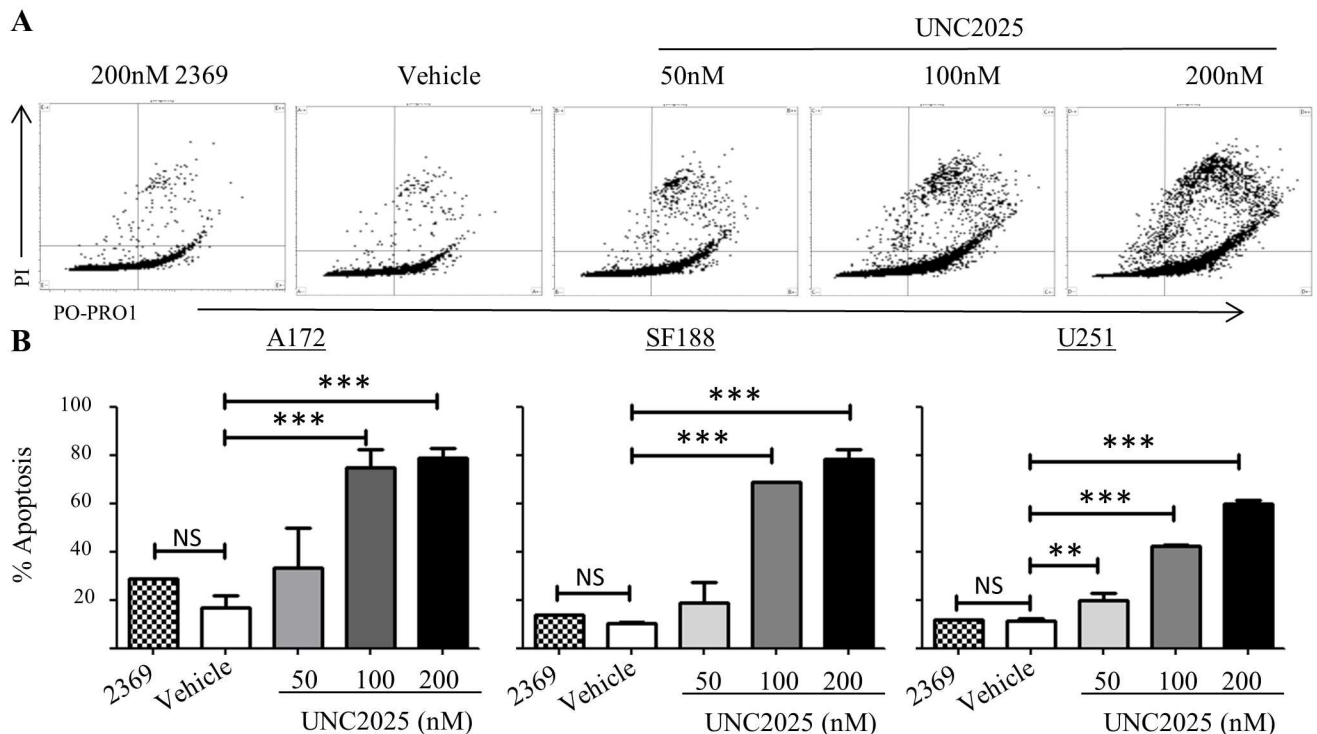 A
UNC2025
200nM 2369 Vehicle 50nM 100nM 200nM
PI
PO-PRO1
B
A172 SF188 U251
% Apoptosis
100
80
60
40
20
NS *** ***
NS *** ***
NS ** *** ***
2369 Vehicle 50 100 200
UNC2025 (nM)
2369 Vehicle 50 100 200
UNC2025 (nM)
2369 Vehicle 50 100 200
UNC2025 (nM)